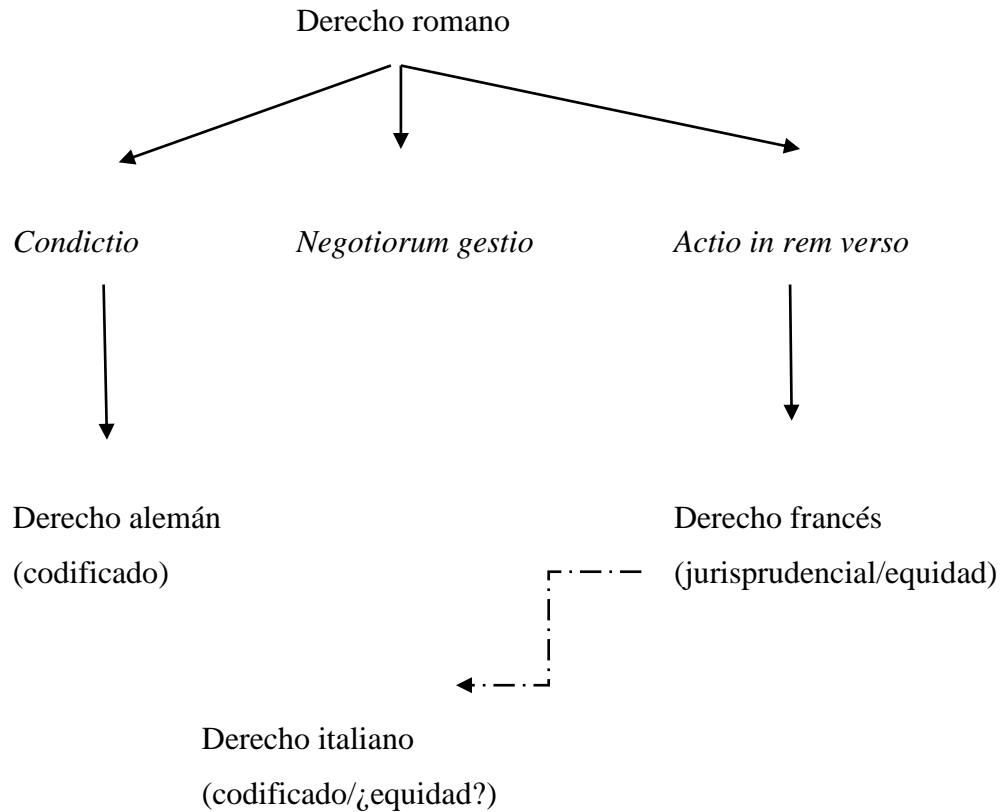 Derecho romano
Condictio
Negotiorum gestio
Actio in rem verso
Derecho alemán
(codificado)
Derecho francés
(jurisprudencial/equidad)
Derecho italiano
(codificado/¿equidad?)